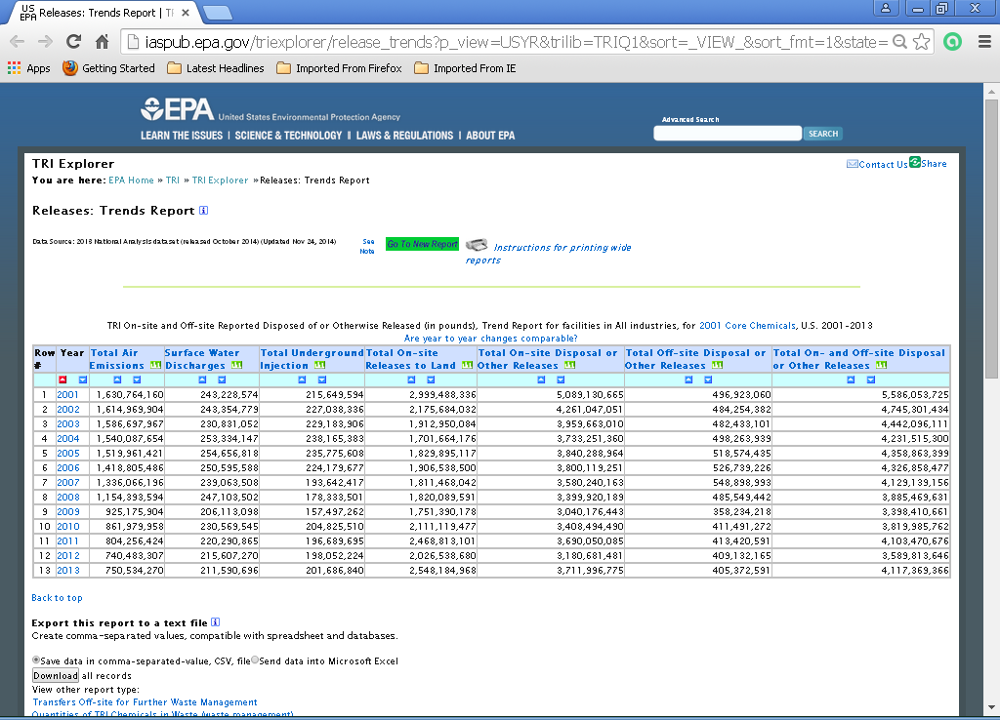 US EPA Releases: Trends Report | TI
iaspub.epa.gov/triexplorer/release_trends?p_view=USYR&trilib=TRIQ1&sort=_VIEW_&sort_fmt=1&state=
Apps Getting Started Latest Headlines Imported From Firefox Imported From IE
EPA United States Environmental Protection Agency
Advanced Search
LEARN THE ISSUES | SCIENCE & TECHNOLOGY | LAWS & REGULATIONS | ABOUT EPA SEARCH
TRI Explorer
Contact Us Share
You are here: EPA Home » TRI » TRI Explorer » Releases: Trends Report
Releases: Trends Report
Data Source: 2013 National Analysis dataset (released October 2014) (Updated Nov 24, 2014) See Note Go To New Report Instructions for printing wide reports
TRI On-site and Off-site Reported Disposed of or Otherwise Released (in pounds), Trend Report for facilities in All industries, for 2001 Core Chemicals, U.S. 2001-2013
Are year to year changes comparable?
Row # Year Total Air Emissions Surface Water Discharges Total Underground Injection Total On-site Releases to Land Total On-site Disposal or Other Releases Total Off-site Disposal or Other Releases Total On- and Off-site Disposal or Other Releases
1 2001 1,630,764,160 243,228,574 215,649,594 2,999,488,336 5,089,130,665 496,923,060 5,586,053,725
2 2002 1,614,969,904 243,354,779 227,038,336 2,175,684,032 4,261,047,051 484,254,382 4,745,301,434
3 2003 1,586,697,967 230,831,052 229,183,906 1,912,950,084 3,959,663,010 482,433,101 4,442,096,111
4 2004 1,540,087,654 253,334,147 238,165,383 1,701,664,176 3,733,251,360 498,263,939 4,231,515,300
5 2005 1,519,961,421 254,656,818 235,775,608 1,829,895,117 3,840,288,964 518,574,435 4,358,863,399
6 2006 1,418,805,486 250,595,588 224,179,677 1,906,538,500 3,800,119,251 526,739,226 4,326,858,477
7 2007 1,336,066,196 239,063,508 193,642,417 1,811,468,042 3,580,240,163 548,898,993 4,129,139,156
8 2008 1,154,393,594 247,103,502 178,333,501 1,820,089,591 3,399,920,189 485,549,442 3,885,469,631
9 2009 925,175,904 206,113,098 157,497,262 1,751,390,178 3,040,176,443 358,234,218 3,398,410,661
10 2010 861,979,958 230,569,545 204,825,510 2,111,119,477 3,408,494,490 411,491,272 3,819,985,762
11 2011 804,256,424 220,290,865 196,689,695 2,468,813,101 3,690,050,085 413,420,591 4,103,470,676
12 2012 740,483,307 215,607,270 198,052,224 2,026,538,680 3,180,681,481 409,132,165 3,589,813,646
13 2013 750,534,270 211,590,696 201,686,840 2,548,184,968 3,711,996,775 405,372,591 4,117,369,366
Back to top
Export this report to a text file
Create comma-separated values, compatible with spreadsheet and databases.
Save data in comma-separated-value, CSV, file Send data into Microsoft Excel
Download all records
View other report type:
Transfers Off-site for Further Waste Management
Quantities of TRI Chemicals in Waste (waste management)